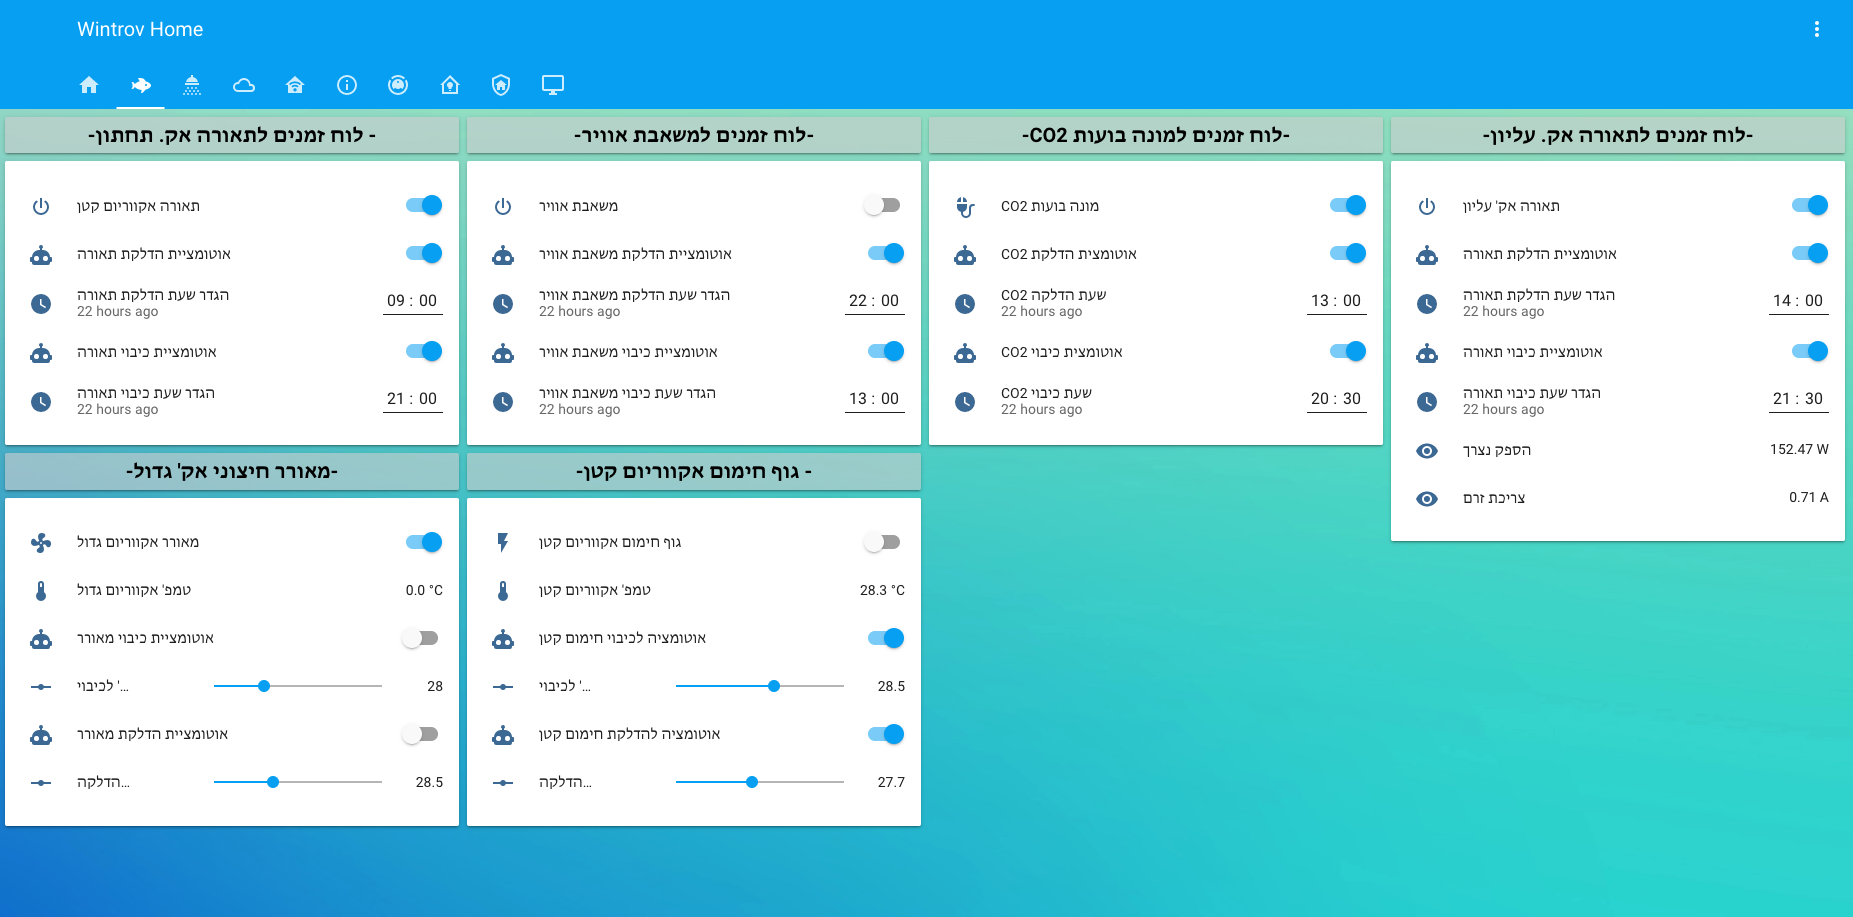 Wintrov Home
- לוח זמנים לתאורה אק. תחתון-
תאורה אקווריום קטן
אוטומציית הדלקת תאורה
הגדר שעת הדלקת תאורה
22 hours ago
09 : 00
אוטומציית כיבוי תאורה
הגדר שעת כיבוי תאורה
22 hours ago
21 : 00
-לוח זמנים למשאבת אוויר-
משאבת אוויר
אוטומציית הדלקת משאבת אוויר
הגדר שעת הדלקת משאבת אוויר
22 hours ago
22 : 00
אוטומציית כיבוי משאבת אוויר
הגדר שעת כיבוי משאבת אוויר
22 hours ago
13 : 00
-לוח זמנים למונה בועות CO2-
מונה בועות CO2
אוטומצית הדלקת CO2
שעת הדלקה CO2
22 hours ago
13 : 00
אוטומצית כיבוי CO2
שעת כיבוי CO2
22 hours ago
20 : 30
-לוח זמנים לתאורה אק. עליון-
תאורה אק' עליון
אוטומציית הדלקת תאורה
הגדר שעת הדלקת תאורה
22 hours ago
14 : 00
אוטומציית כיבוי תאורה
הגדר שעת כיבוי תאורה
22 hours ago
21 : 30
הספק נצרך
152.47 W
צריכת זרם
0.71 A
-מאורר חיצוני אק' גדול-
מאורר אקווריום גדול
טמפ' אקווריום גדול
0.0 °C
אוטומציית כיבוי מאורר
לכיבוי '...
28
אוטומציית הדלקת מאורר
הדלקה...
28.5
- גוף חימום אקווריום קטן-
גוף חימום אקווריום קטן
טמפ' אקווריום קטן
28.3 °C
אוטומציה לכיבוי חימום קטן
לכיבוי '...
28.5
אוטומציה להדלקת חימום קטן
הדלקה...
27.7